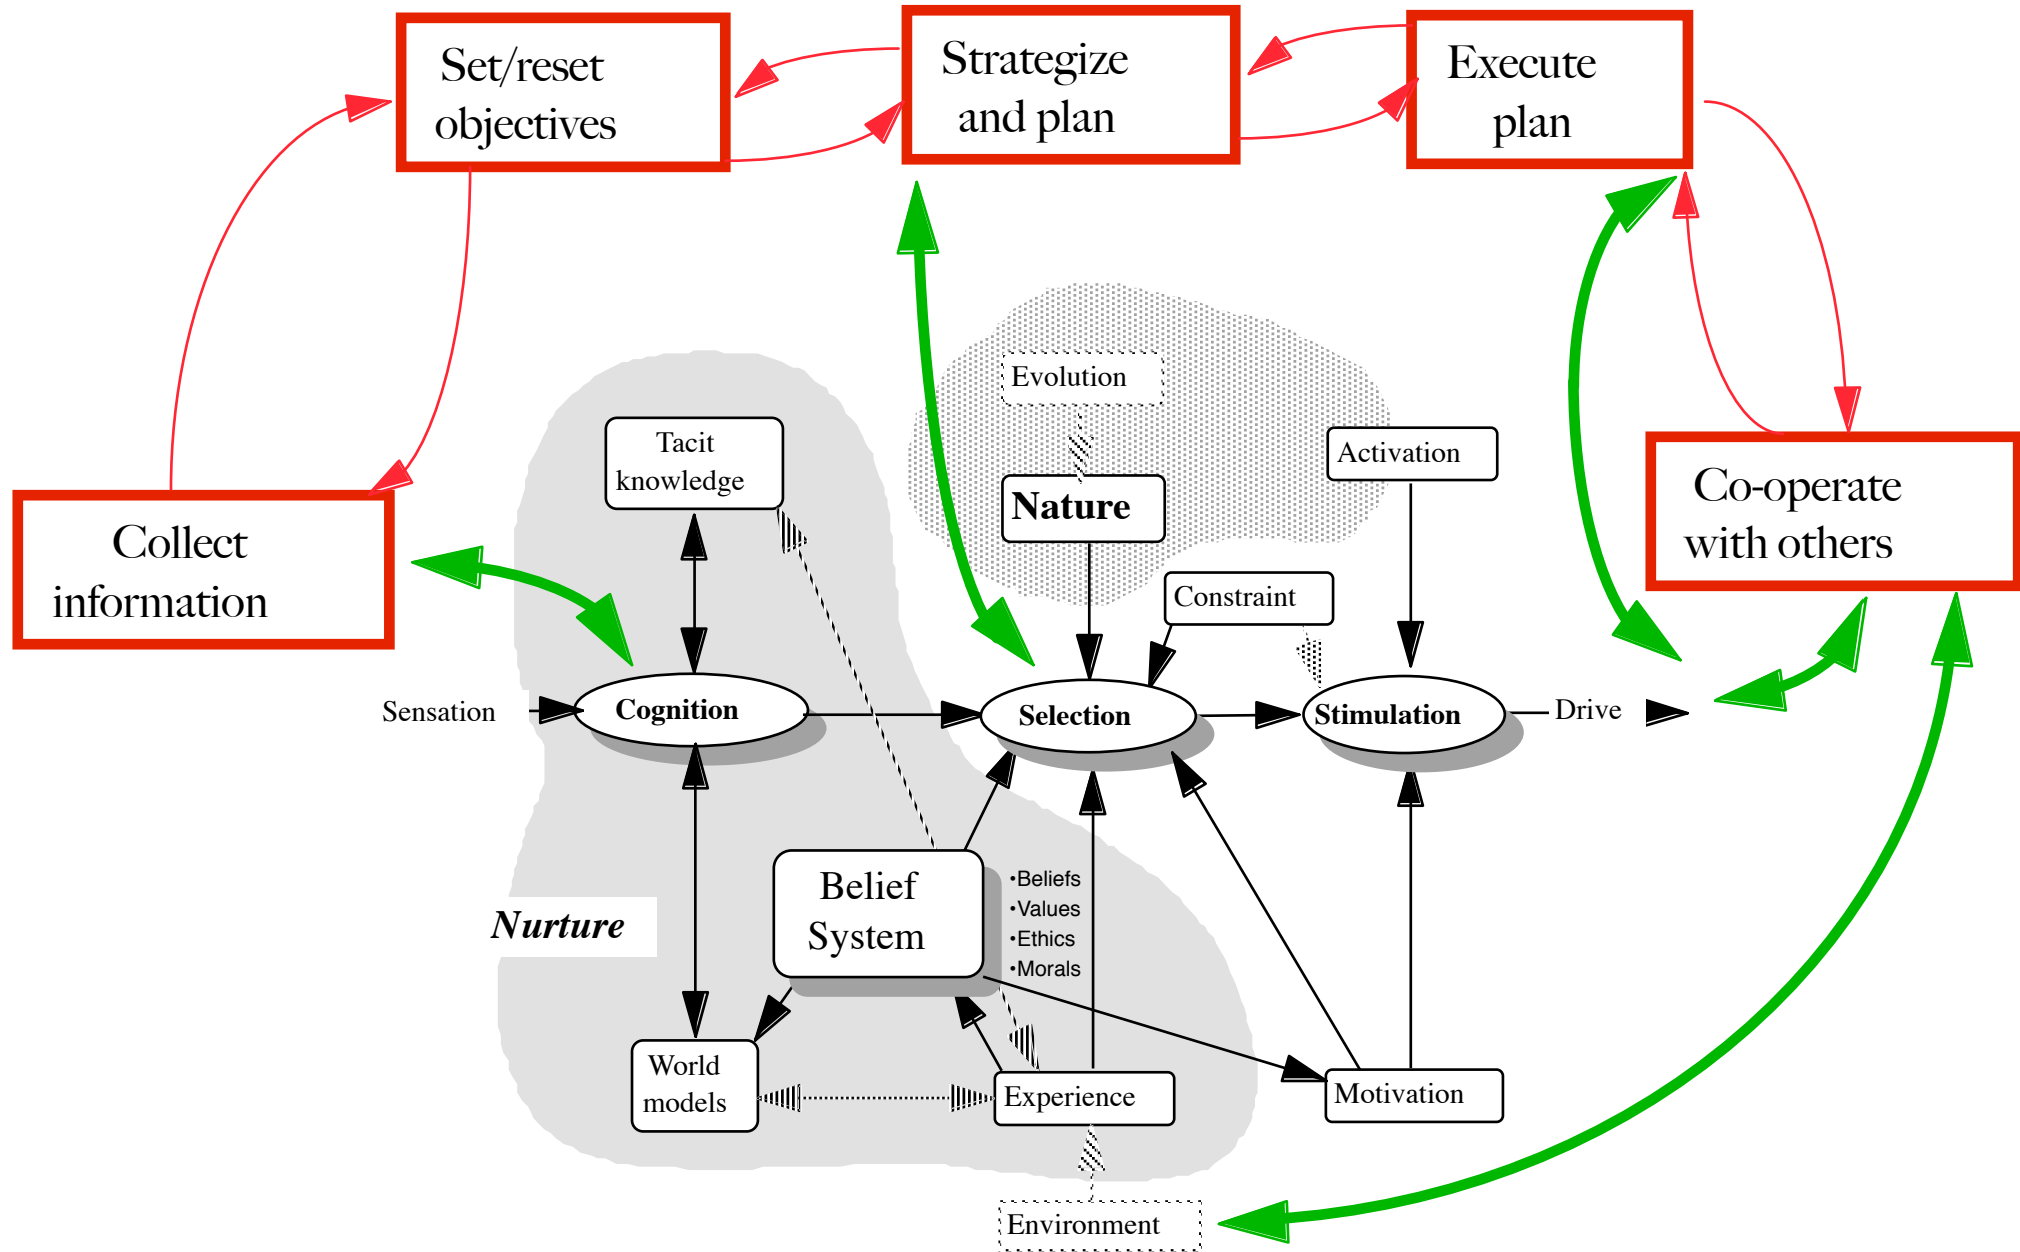 Set/reset
objectives
Strategize
and plan
Execute
plan
Collect
information
Co-operate
with others
Evolution
Nature
Tacit
knowledge
Activation
Constraint
Sensation
Cognition
Selection
Stimulation
Drive
Belief
System
•Beliefs
•Values
•Ethics
•Morals
Nurture
World
models
Experience
Motivation
Environment